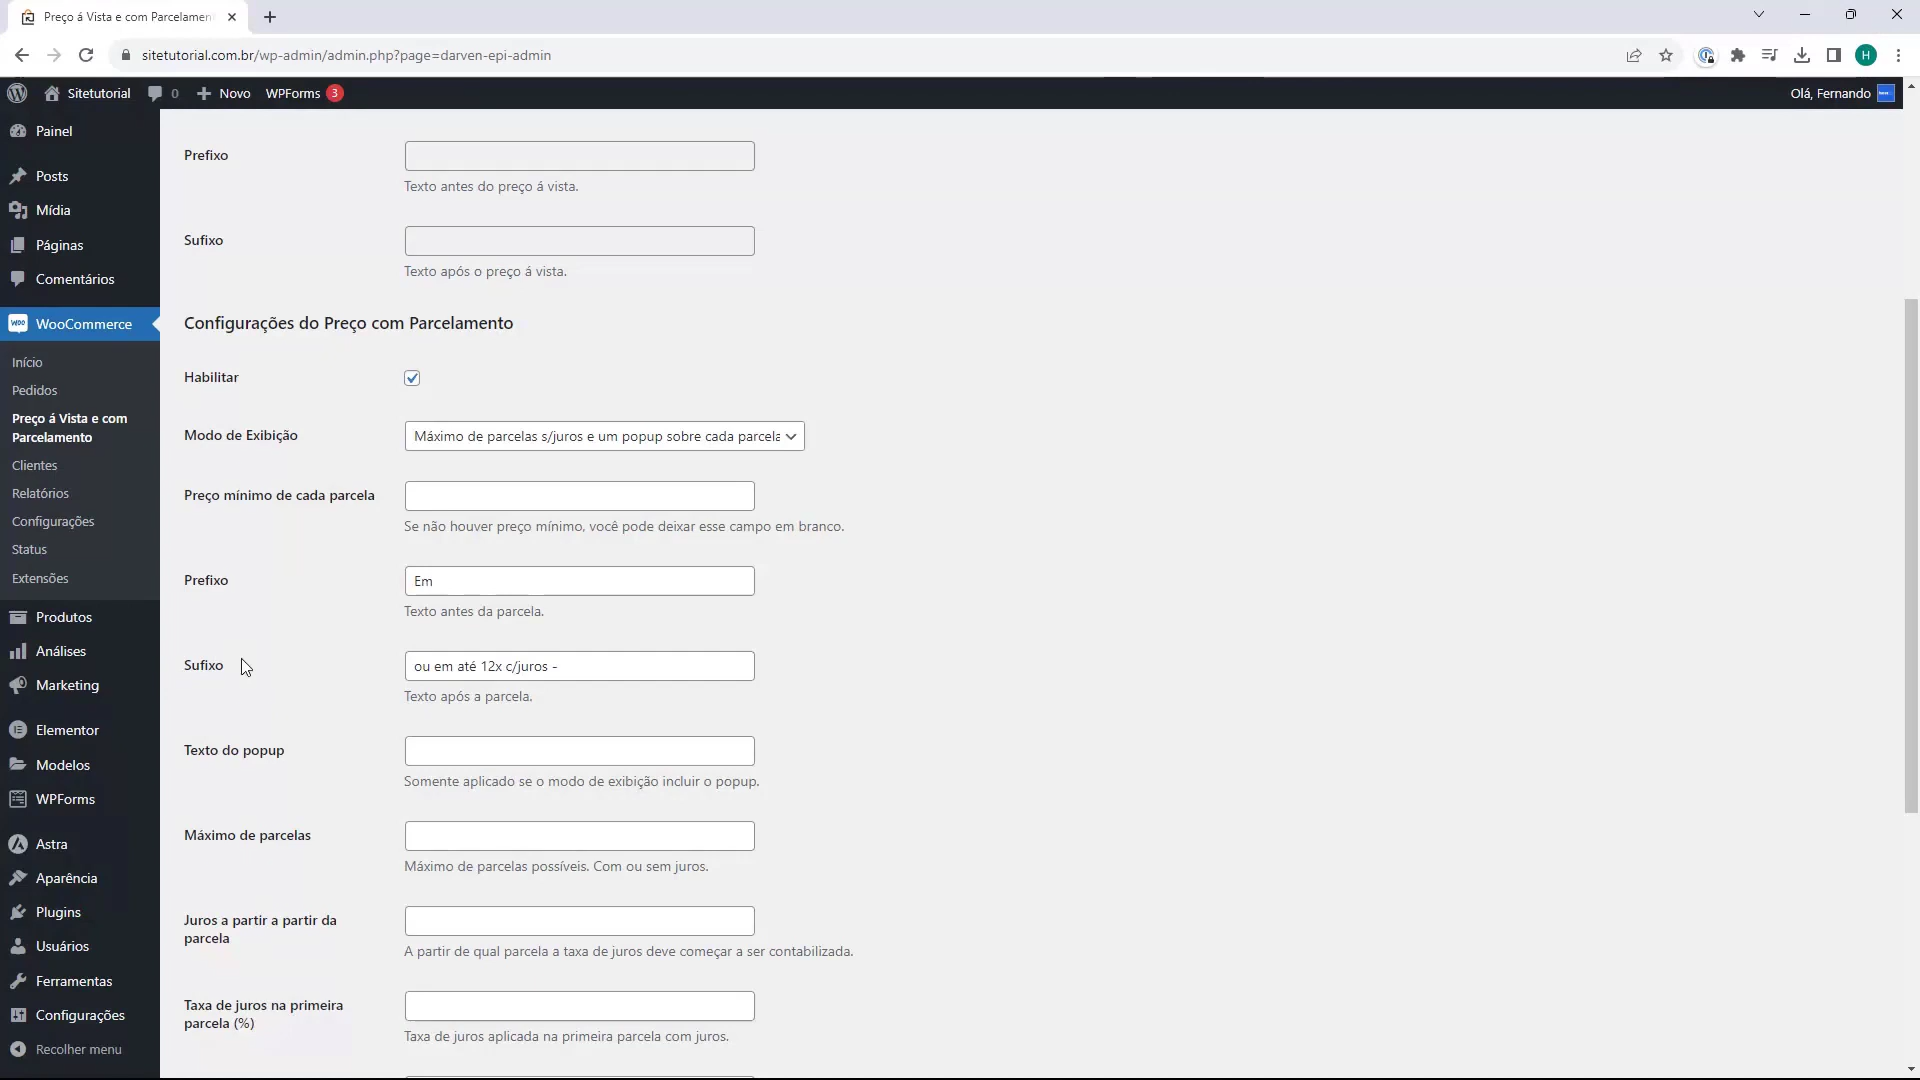 Preço á Vista e com Parcelamen
sitetutorial.com.br/wp-admin/admin.php?page=darven-epi-admin
H
Sitetutorial
0
Novo
WPForms
3
Olá, Fernando
Painel
Posts
Mídia
Páginas
Comentários
woo
WooCommerce
Início
Pedidos
Preço á Vista e com
Parcelamento
Clientes
Relatórios
Configurações
Status
Extensões
Produtos
Análises
Marketing
Elementor
Modelos
WPForms
Astra
Aparência
Plugins
Usuários
Ferramentas
Configurações
Recolher menu
Prefixo
Texto antes do preço á vista.
Sufixo
Texto após o preço á vista.
Configurações do Preço com Parcelamento
Habilitar
Modo de Exibição
Máximo de parcelas s/juros e um popup sobre cada parcela
Preço mínimo de cada parcela
Se não houver preço mínimo, você pode deixar esse campo em branco.
Prefixo
Em
Texto antes da parcela.
Sufixo
ou em até 12x c/juros -
Texto após a parcela.
Texto do popup
Somente aplicado se o modo de exibição incluir o popup.
Máximo de parcelas
Máximo de parcelas possíveis. Com ou sem juros.
Juros a partir a partir da
parcela
A partir de qual parcela a taxa de juros deve começar a ser contabilizada.
Taxa de juros na primeira
parcela (%)
Taxa de juros aplicada na primeira parcela com juros.